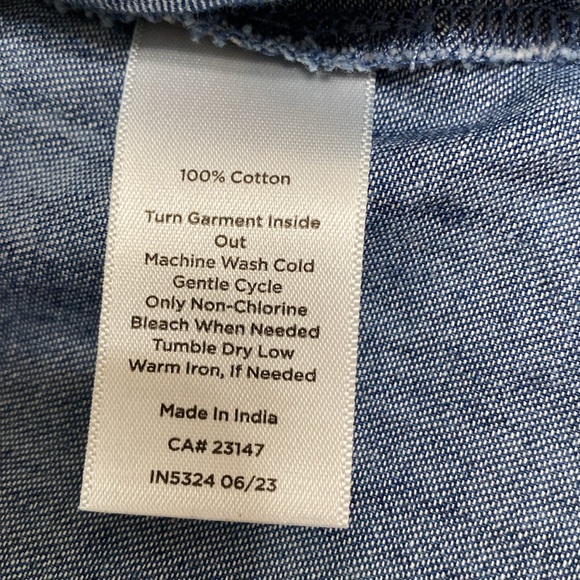 100% Cotton
Turn Garment Inside
Out
Machine Wash Cold
Gentle Cycle
Only Non-Chlorine
Bleach When Needed
Tumble Dry Low
Warm Iron, If Needed
Made In India
CA# 23147
IN5324 06/23